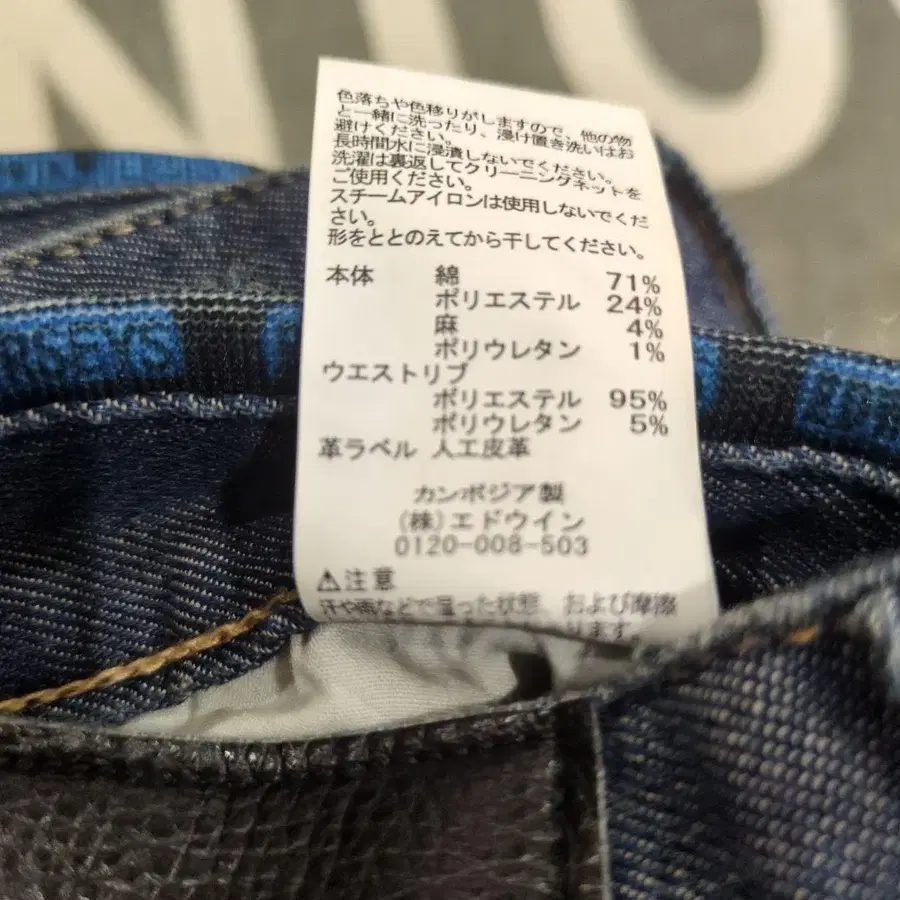 色落ちや色移りがしますので、他の物
と一緒に洗ったり、浸け置き洗いはお
避けください。
長時間水に浸漬しないでください。
洗濯は裏返してクリーニングネットを
ご使用ください。
スチームアイロンは使用しないでくだ
さい。
形をととのえてから干してください。
本体 綿 71%
ポリエステル 24%
麻 4%
ポリウレタン 1%
ウエストリブ
ポリエステル 95%
ポリウレタン 5%
革ラベル 人工皮革
カンボジア製
(株)エドウイン
0120-008-503
⚠注意
汗や雨などで湿った状態、および摩擦
ります。